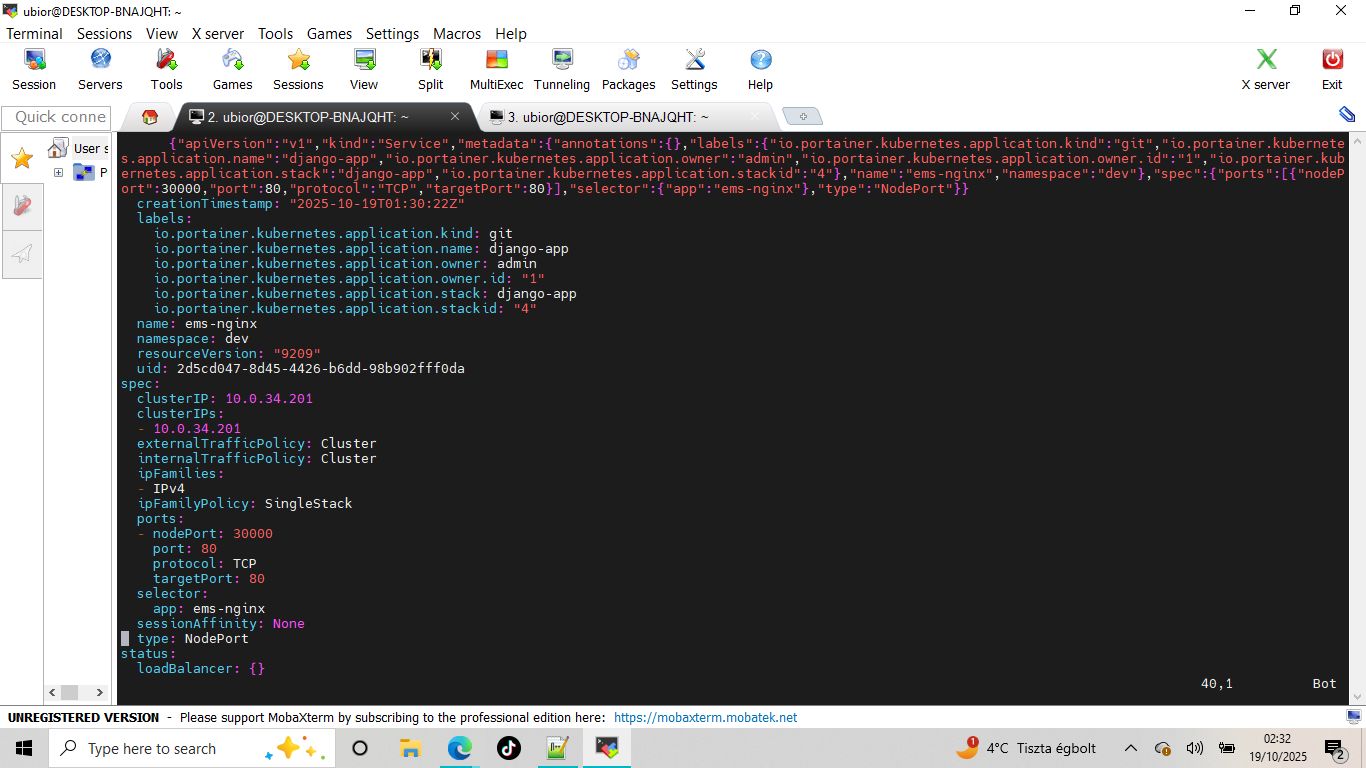 ubior@DESKTOP-BNAJQHT: ~
Terminal Sessions View X server Tools Games Settings Macros Help
Session Servers Tools Games Sessions View Split MultiExec Tunneling Packages Settings Help X server Exit
Quick conne
2. ubior@DESKTOP-BNAJQHT: ~
3. ubior@DESKTOP-BNAJQHT: ~
User s
P
{"apiVersion":"v1","kind":"Service","metadata":{"annotations":{},"labels":{"io.portainer.kubernetes.application.kind":"git","io.portainer.kubernete
s.application.name":"django-app","io.portainer.kubernetes.application.owner":"admin","io.portainer.kubernetes.application.owner.id":"1","io.portainer.kub
ernetes.application.stack":"django-app","io.portainer.kubernetes.application.stackid":"4"},"name":"ems-nginx","namespace":"dev"},"spec":{"ports":[{"nodeP
ort":30000,"port":80,"protocol":"TCP","targetPort":80}],"selector":{"app":"ems-nginx"},"type":"NodePort"}}
creationTimestamp: "2025-10-19T01:30:22Z"
labels:
io.portainer.kubernetes.application.kind: git
io.portainer.kubernetes.application.name: django-app
io.portainer.kubernetes.application.owner: admin
io.portainer.kubernetes.application.owner.id: "1"
io.portainer.kubernetes.application.stack: django-app
io.portainer.kubernetes.application.stackid: "4"
name: ems-nginx
namespace: dev
resourceVersion: "9209"
uid: 2d5cd047-8d45-4426-b6dd-98b902fff0da
spec:
clusterIP: 10.0.34.201
clusterIPs:
- 10.0.34.201
externalTrafficPolicy: Cluster
internalTrafficPolicy: Cluster
ipFamilies:
- IPv4
ipFamilyPolicy: SingleStack
ports:
- nodePort: 30000
port: 80
protocol: TCP
targetPort: 80
selector:
app: ems-nginx
sessionAffinity: None
type: NodePort
status:
loadBalancer: {}
40,1 Bot
UNREGISTERED VERSION - Please support MobaXterm by subscribing to the professional edition here: https://mobaxterm.mobatek.net
Type here to search
1
4°C Tiszta égbolt
02:32
19/10/2025
2